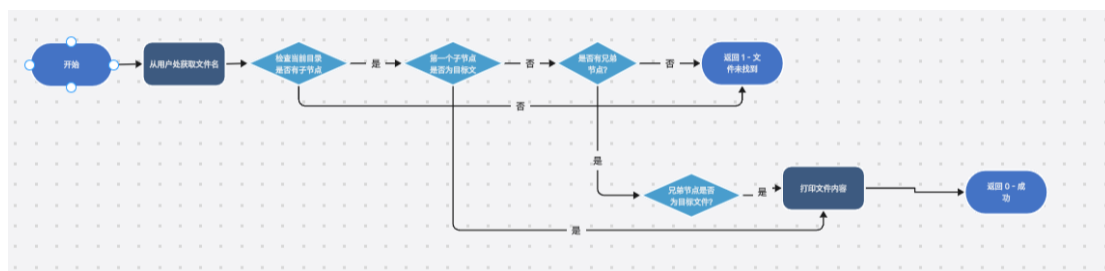 开始
从用户处获取文件名
检查当前目录
是否有子节点
是
第一个子节点
是否为目标文
否
是否有兄弟
节点?
否
返回 1 - 文
件未找到
否
是
兄弟节点是否
为目标文件?
是
打印文件内容
返回 0 - 成
功
是